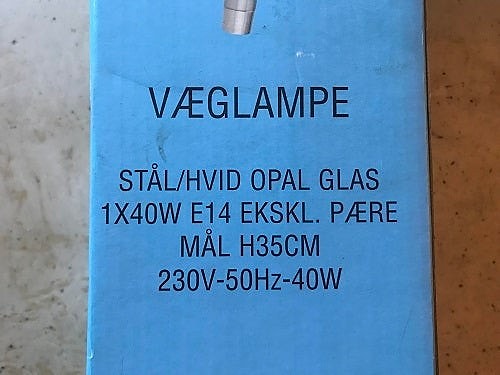 VÆGLAMPE
STÅL/HVID OPAL GLAS
1X40W E14 EKSKL. PÆRE
MÅL H35CM
230V-50Hz-40W